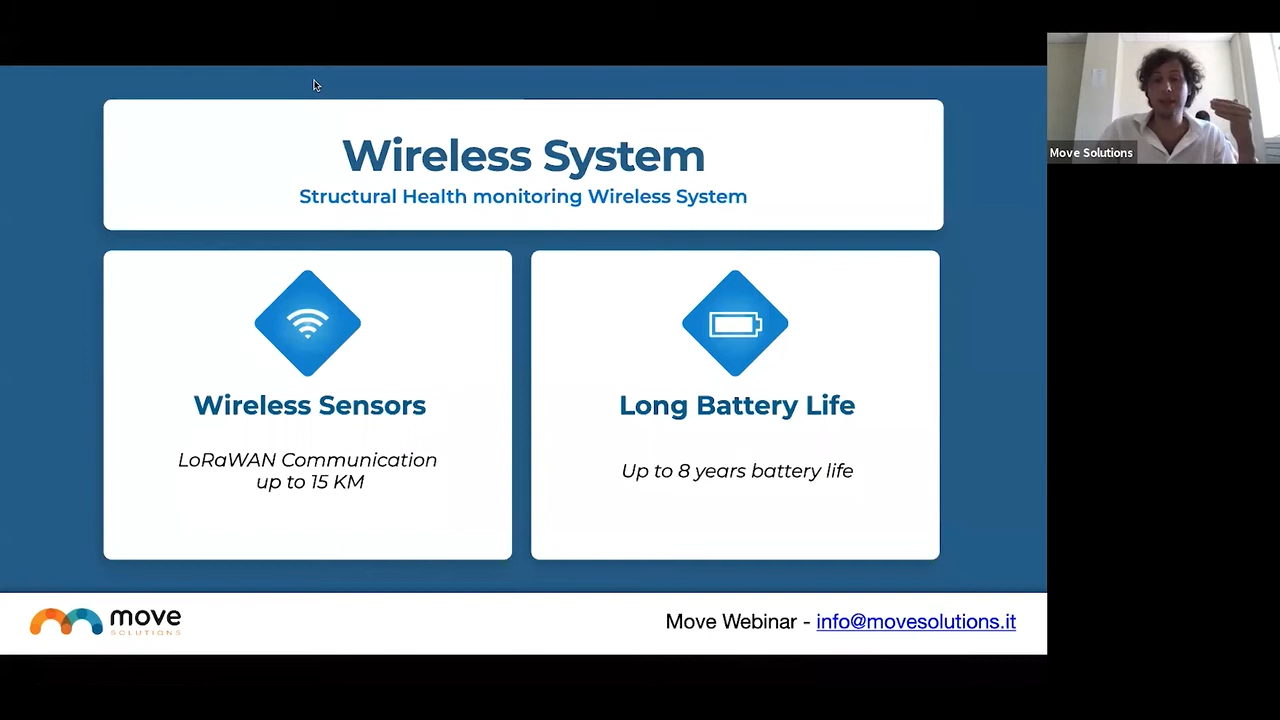 Wireless System
Structural Health monitoring Wireless System
Move Solutions
Wireless Sensors
LoRaWAN Communication
up to 15 KM
Long Battery Life
Up to 8 years battery life
move
SOLUTIONS
Move Webinar - info@movesolutions.it